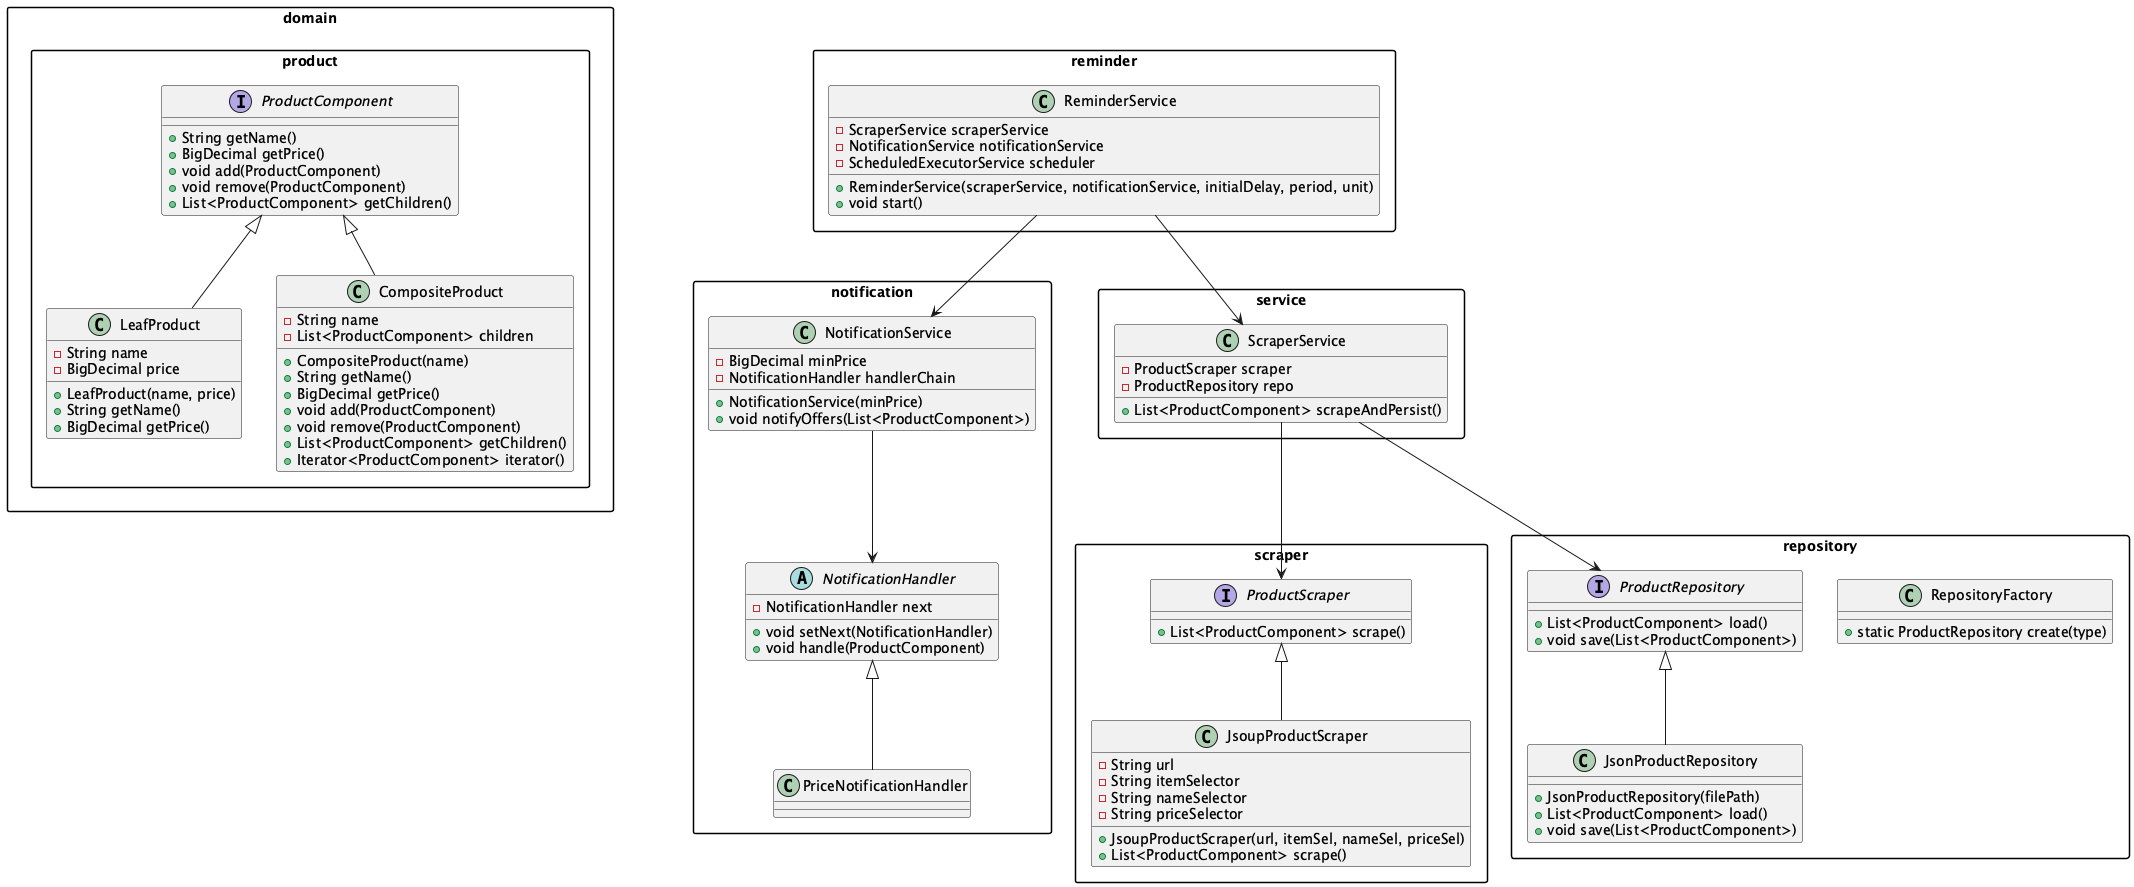 domain
product
I ProductComponent
String getName()
BigDecimal getPrice()
void add(ProductComponent)
void remove(ProductComponent)
List<ProductComponent> getChildren()
C LeafProduct
String name
BigDecimal price
LeafProduct(name, price)
String getName()
BigDecimal getPrice()
C CompositeProduct
String name
List<ProductComponent> children
CompositeProduct(name)
String getName()
BigDecimal getPrice()
void add(ProductComponent)
void remove(ProductComponent)
List<ProductComponent> getChildren()
Iterator<ProductComponent> iterator()
reminder
C ReminderService
ScraperService scraperService
NotificationService notificationService
ScheduledExecutorService scheduler
ReminderService(scraperService, notificationService, initialDelay, period, unit)
void start()
notification
C NotificationService
BigDecimal minPrice
NotificationHandler handlerChain
NotificationService(minPrice)
void notifyOffers(List<ProductComponent>)
A NotificationHandler
NotificationHandler next
void setNext(NotificationHandler)
void handle(ProductComponent)
C PriceNotificationHandler
service
C ScraperService
ProductScraper scraper
ProductRepository repo
List<ProductComponent> scrapeAndPersist()
scraper
I ProductScraper
List<ProductComponent> scrape()
C JsoupProductScraper
String url
String itemSelector
String nameSelector
String priceSelector
JsoupProductScraper(url, itemSel, nameSel, priceSel)
List<ProductComponent> scrape()
repository
I ProductRepository
List<ProductComponent> load()
void save(List<ProductComponent>)
C RepositoryFactory
static ProductRepository create(type)
C JsonProductRepository
JsonProductRepository(filePath)
List<ProductComponent> load()
void save(List<ProductComponent>)